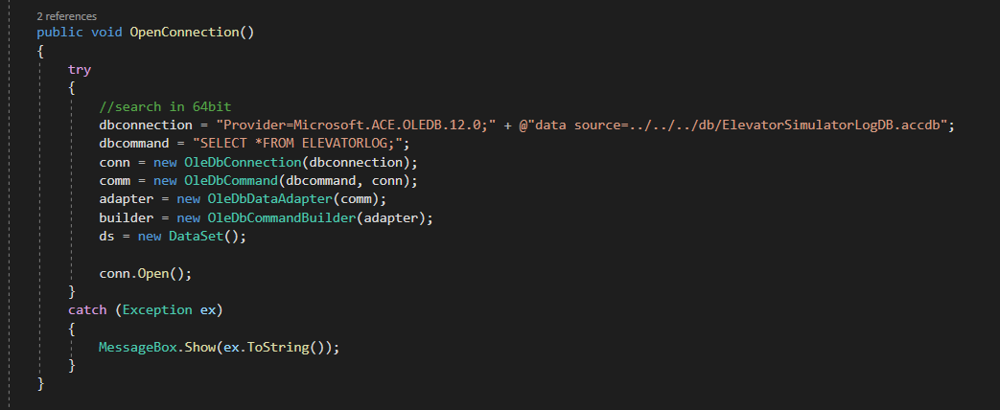 2 references
public void OpenConnection()
{
try
{
//search in 64bit
dbconnection = "Provider=Microsoft.ACE.OLEDB.12.0;" + @"data source=../../../db/ElevatorSimulatorLogDB.accdb";
dbcommand = "SELECT *FROM ELEVATORLOG;";
conn = new OleDbConnection(dbconnection);
comm = new OleDbCommand(dbcommand, conn);
adapter = new OleDbDataAdapter(comm);
builder = new OleDbCommandBuilder(adapter);
ds = new DataSet();
conn.Open();
}
catch (Exception ex)
{
MessageBox.Show(ex.ToString());
}
}